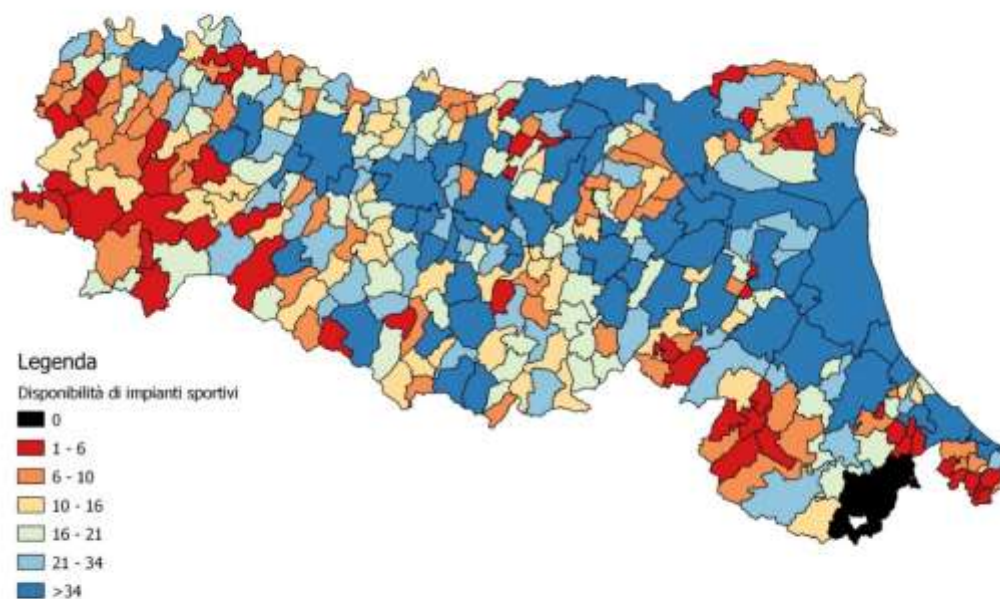 Legenda
Disponibilità di impianti sportivi
0
1 - 6
6 - 10
10 - 16
16 - 21
21 - 34
>34